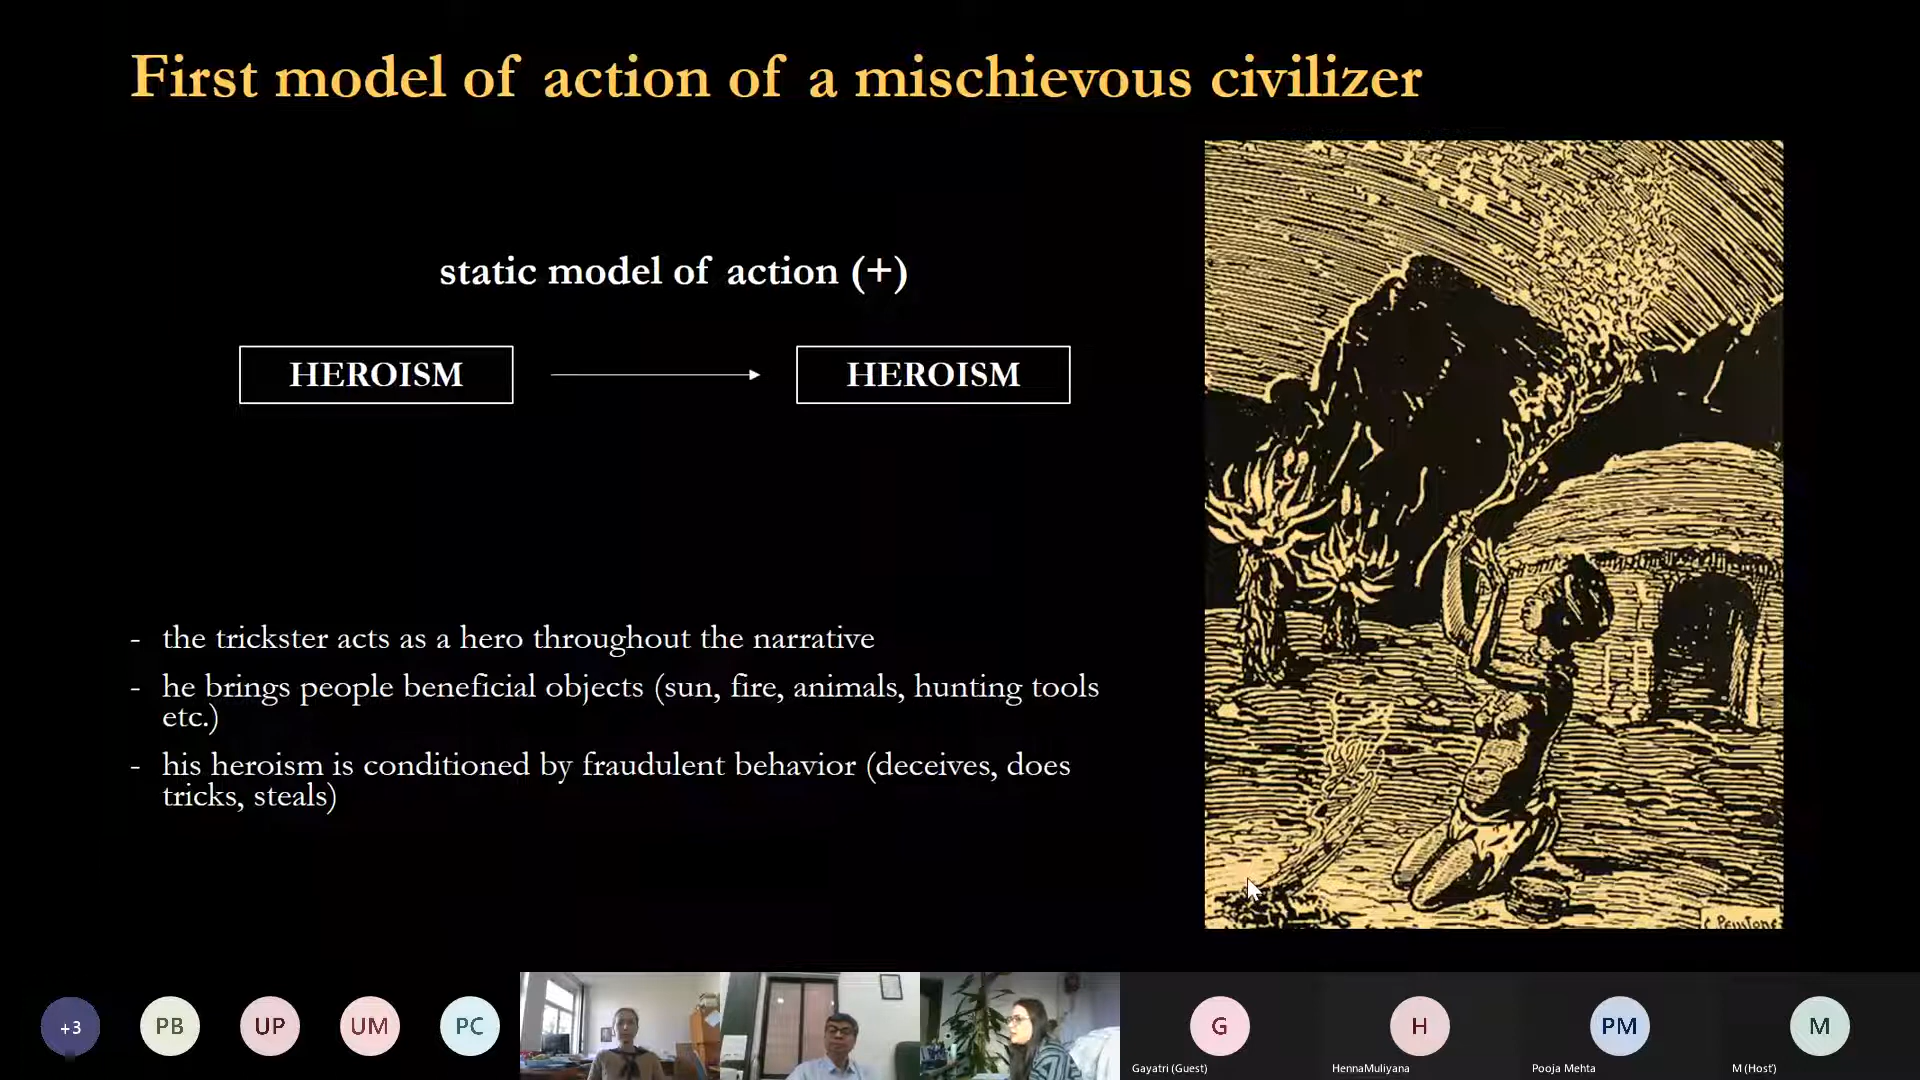 First model of action of a mischievous civilizer
static model of action (+)
HEROISM
HEROISM
- the trickster acts as a hero throughout the narrative
- he brings people beneficial objects (sun, fire, animals, hunting tools
etc.)
- his heroism is conditioned by fraudulent behavior (deceives, does
tricks, steals)
+3
PB
UP
UM
PC
G
H
PM
M
Gayatri (Guest)
HennaMuliyana
Pooja Mehta
M (Host')